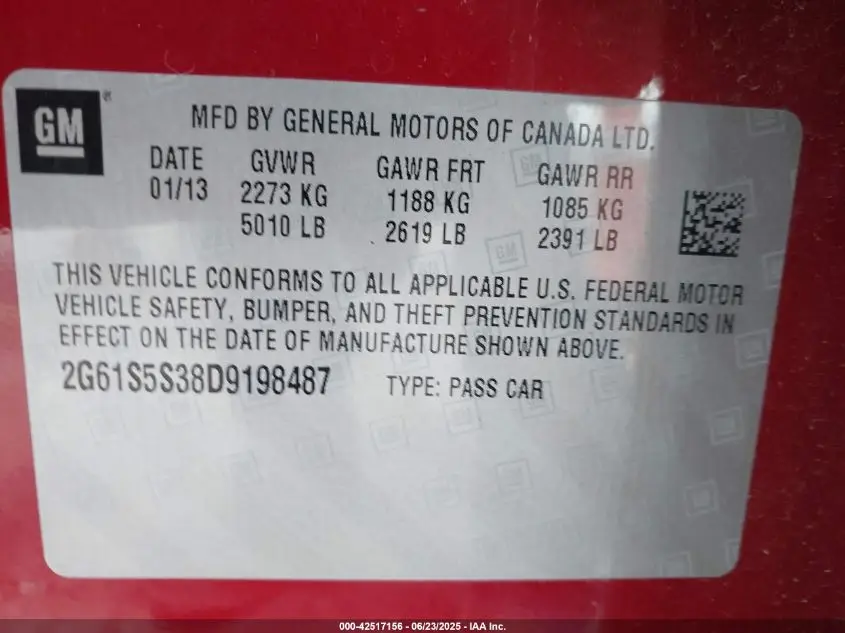 GM
MFD BY GENERAL MOTORS OF CANADA LTD.
DATE GVWR GAWR FRT GAWR RR
01/13 2273 KG 1188 KG 1085 KG
5010 LB 2619 LB 2391 LB
THIS VEHICLE CONFORMS TO ALL APPLICABLE U.S. FEDERAL MOTOR
VEHICLE SAFETY, BUMPER, AND THEFT PREVENTION STANDARDS IN
EFFECT ON THE DATE OF MANUFACTURE SHOWN ABOVE.
2G61S5S38D9198487 TYPE: PASS CAR
000-42517156 - 06/23/2025 - IAA Inc.